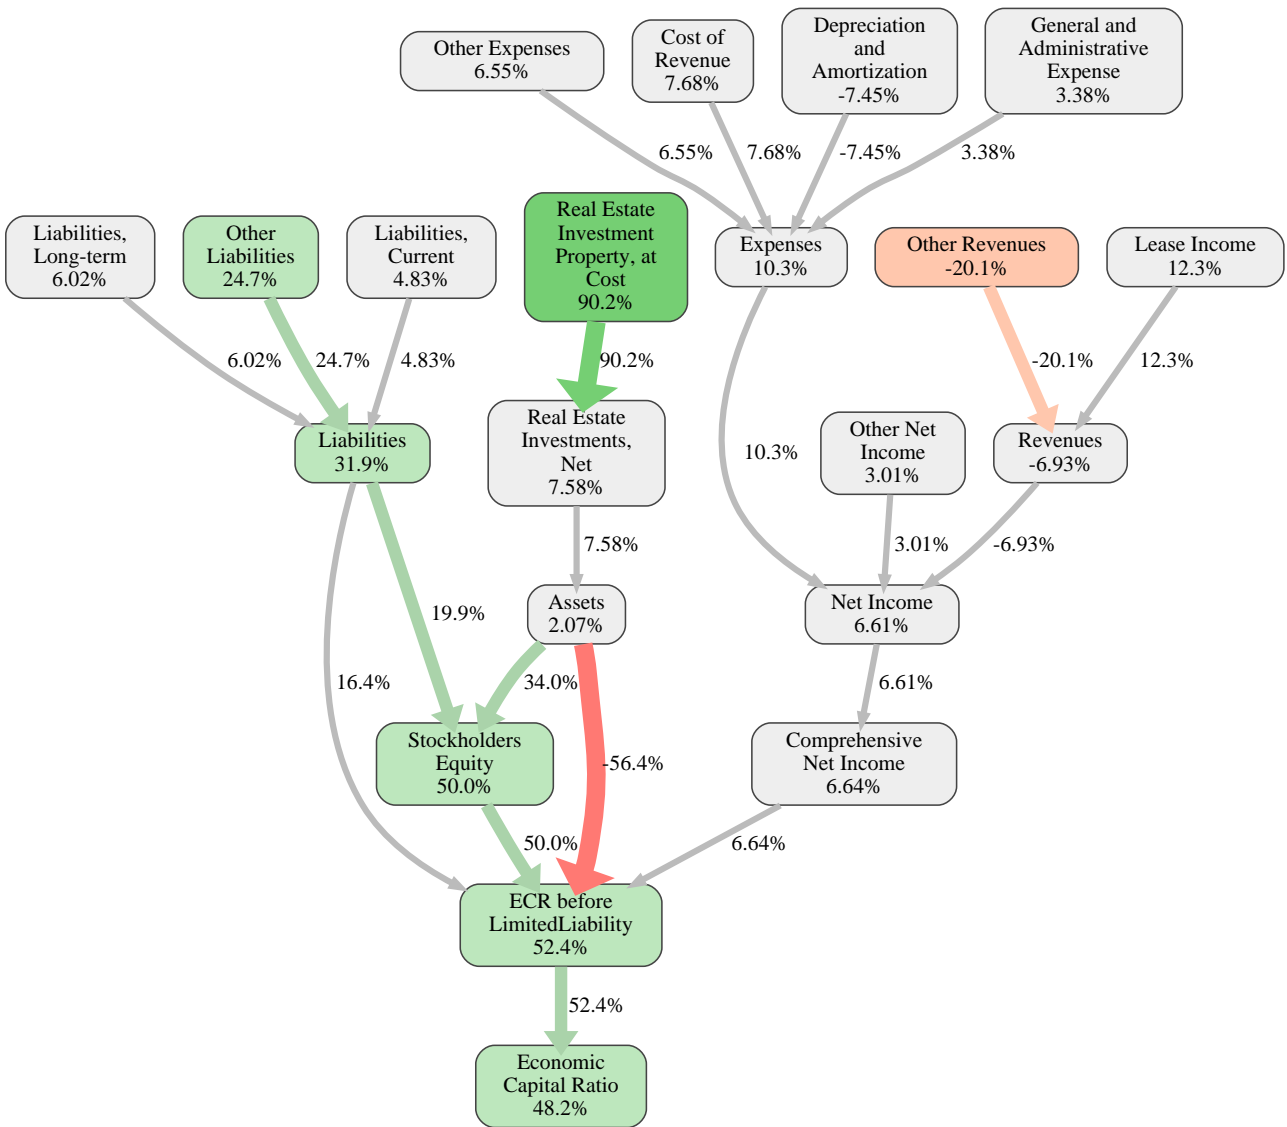 Other Expenses
6.55%
Cost of
Revenue
7.68%
Depreciation
and
Amortization
-7.45%
General and
Administrative
Expense
3.38%
6.55%
7.68%
-7.45%
3.38%
Liabilities,
Long-term
6.02%
Other
Liabilities
24.7%
Liabilities,
Current
4.83%
Real Estate
Investment
Property, at
Cost
90.2%
Expenses
10.3%
Other Revenues
-20.1%
Lease Income
12.3%
6.02%
24.7%
4.83%
90.2%
-20.1%
12.3%
Liabilities
31.9%
Real Estate
Investments,
Net
7.58%
10.3%
Other Net
Income
3.01%
Revenues
-6.93%
7.58%
3.01%
-6.93%
19.9%
Assets
2.07%
Net Income
6.61%
16.4%
34.0%
-56.4%
6.61%
Stockholders
Equity
50.0%
Comprehensive
Net Income
6.64%
50.0%
6.64%
ECR before
LimitedLiability
52.4%
52.4%
Economic
Capital Ratio
48.2%